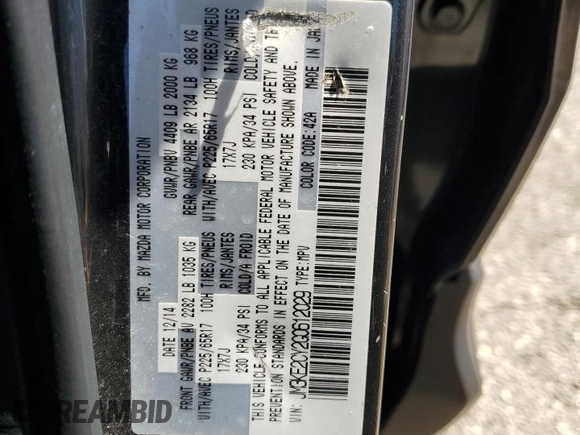 MFD. BY MAZDA MOTOR CORPORATION
DATE 12/14 GVWR/PNBV 4409 LB 2000 KG
FRONT GAWR/PNBE AV 2282 LB 1035 KG REAR GAWR/PNBE AR 2134 LB 968 KG
WITH/AVEC P225/65R17 100H TIRES/PNEUS WITH/AVEC P225/65R17 100H TIRES/PNEUS
17X7J RIMS/JANTES 17X7J RIMS/JANTES
230 KPA/34 PSI COLD/A FROID 230 KPA/34 PSI COLD/
THIS VEHICLE CONFORMS TO ALL APPLICABLE FEDERAL MOTOR VEHICLE SAFETY AND
PREVENTION STANDARDS IN EFFECT ON THE DATE OF MANUFACTURE SHOWN ABOVE.
VIN: JM3KE2CY2G0612029 TYPE: MPV COLOR CODE: 42A MADE IN
STREAMBID